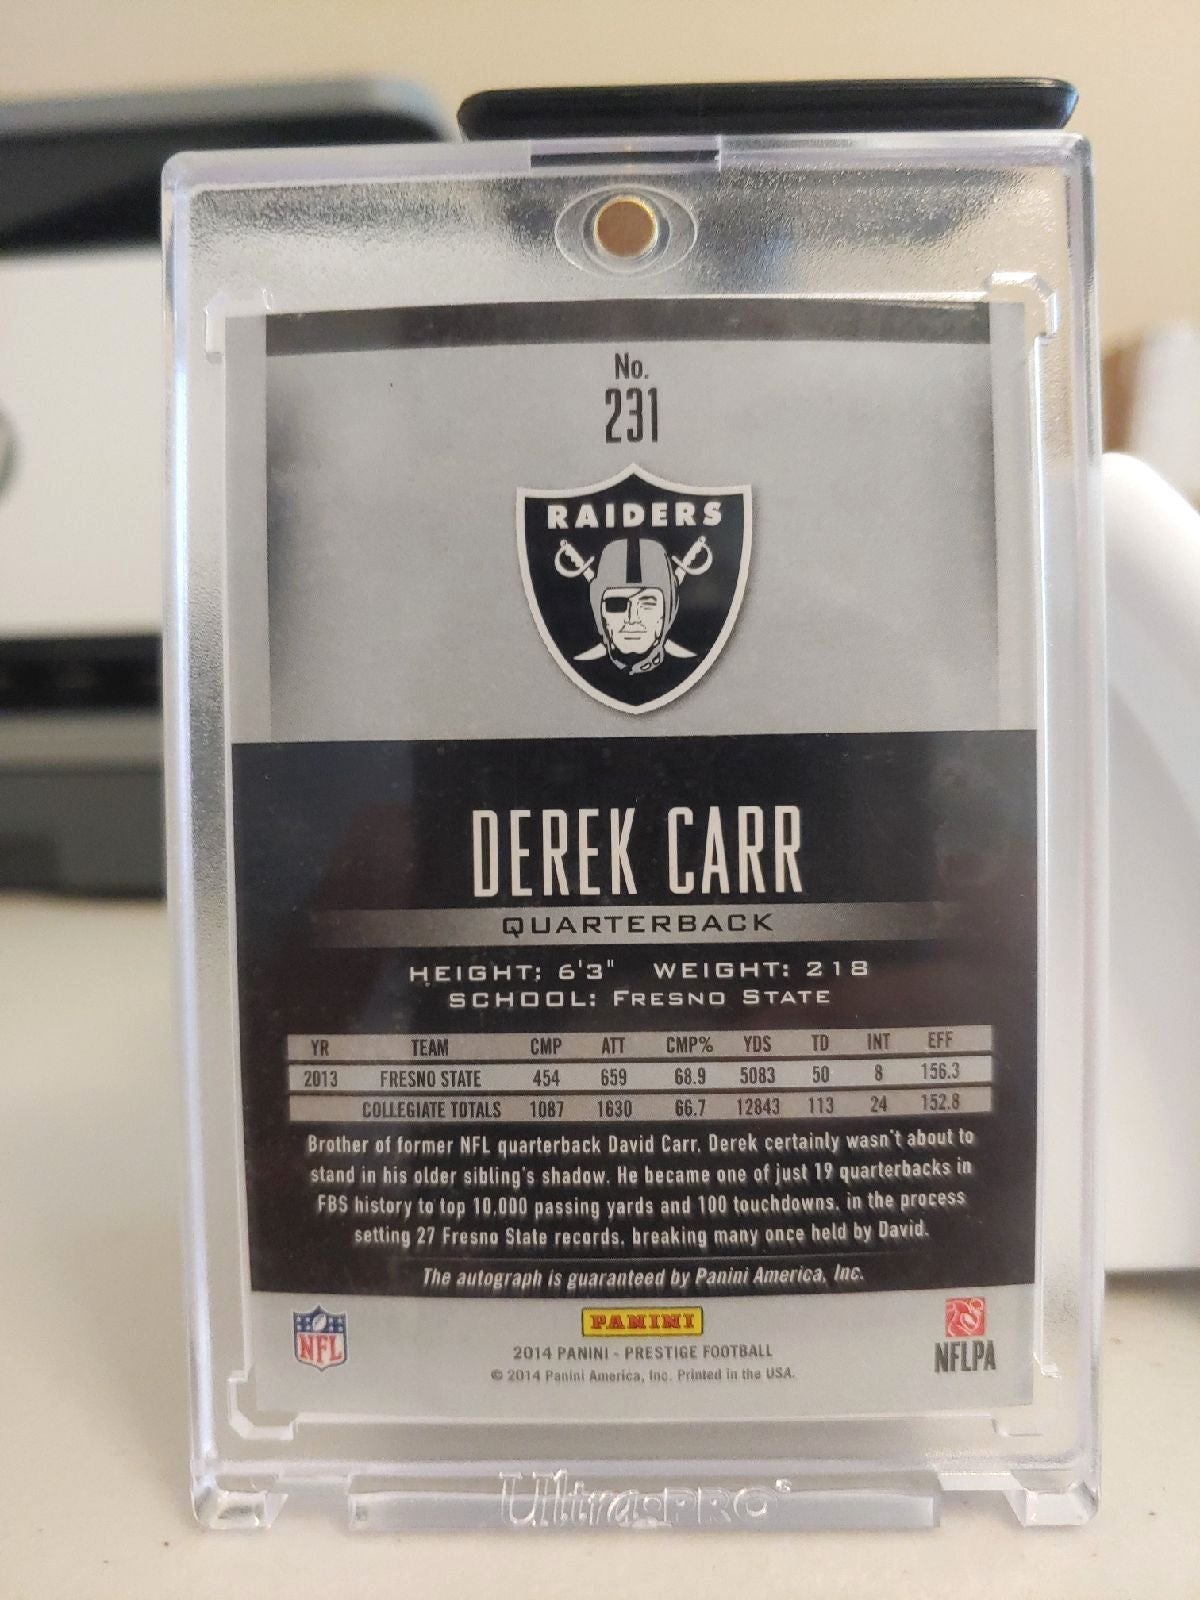 No.
231
RAIDERS
DEREK CARR
QUARTERBACK
HEIGHT: 6'3" WEIGHT: 218
SCHOOL: FRESNO STATE
YR TEAM CMP ATT CMP% YDS TD INT EFF
2013 FRESNO STATE 454 659 68.9 5083 50 8 156.3
COLLEGIATE TOTALS 1087 1630 66.7 12843 113 24 152.8
Brother of former NFL quarterback David Carr, Derek certainly wasn't about to
stand in his older sibling's shadow. He became one of just 19 quarterbacks in
FBS history to top 10,000 passing yards and 100 touchdowns, in the process
setting 27 Fresno State records, breaking many once held by David.
The autograph is guaranteed by Panini America, Inc.
NFL
PANINI
2014 PANINI - PRESTIGE FOOTBALL
© 2014 Panini America, Inc. Printed in the USA.
NFLPA
Ultra•PRO®